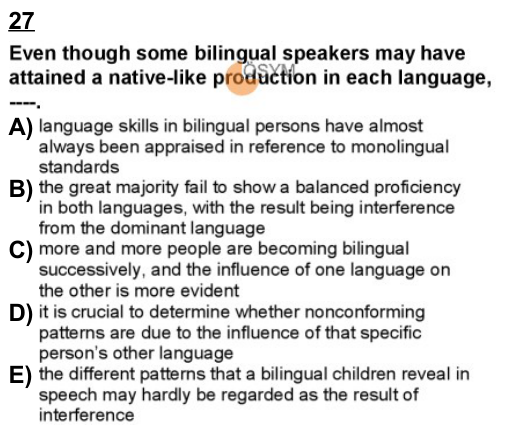 27
Even though some bilingual speakers may have
attained a native-like production in each language,
----.
A) language skills in bilingual persons have almost
always been appraised in reference to monolingual
standards
B) the great majority fail to show a balanced proficiency
in both languages, with the result being interference
from the dominant language
C) more and more people are becoming bilingual
successively, and the influence of one language on
the other is more evident
D) it is crucial to determine whether nonconforming
patterns are due to the influence of that specific
person's other language
E) the different patterns that a bilingual children reveal in
speech may hardly be regarded as the result of
interference
ÖSYM